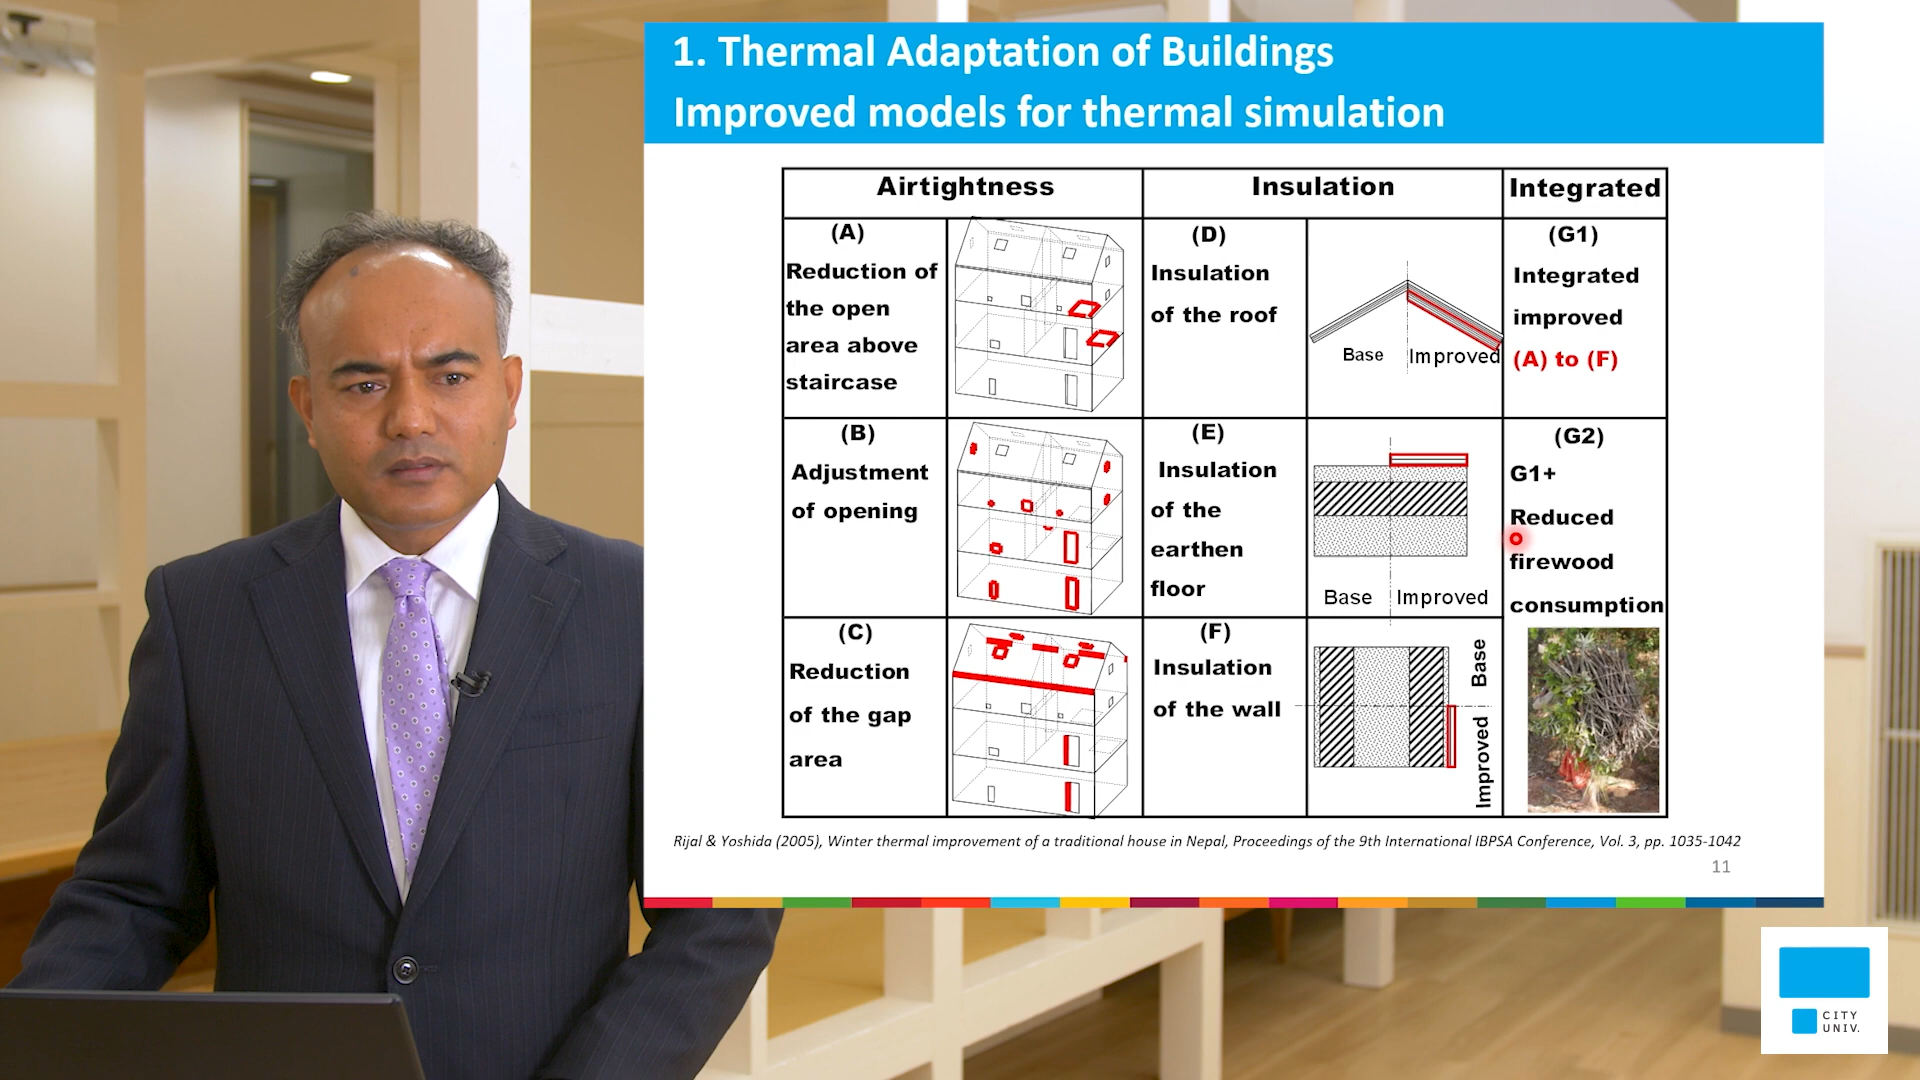 1. Thermal Adaptation of Buildings
Improved models for thermal simulation
Airtightness
Insulation
Integrated
(A)
Reduction of
the open
area above
staircase
(D)
Insulation
of the roof
Base
Improved
(G1)
Integrated
improved
(A) to (F)
(B)
Adjustment
of opening
(E)
Insulation
of the
earthen
floor
Base
Improved
(G2)
G1+
Reduced
firewood
consumption
(C)
Reduction
of the gap
area
(F)
Insulation
of the wall
Base
Improved
Rijal & Yoshida (2005), Winter thermal improvement of a traditional house in Nepal, Proceedings of the 9th International IBPSA Conference, Vol. 3, pp. 1035-1042
11
CITY
UNIV.